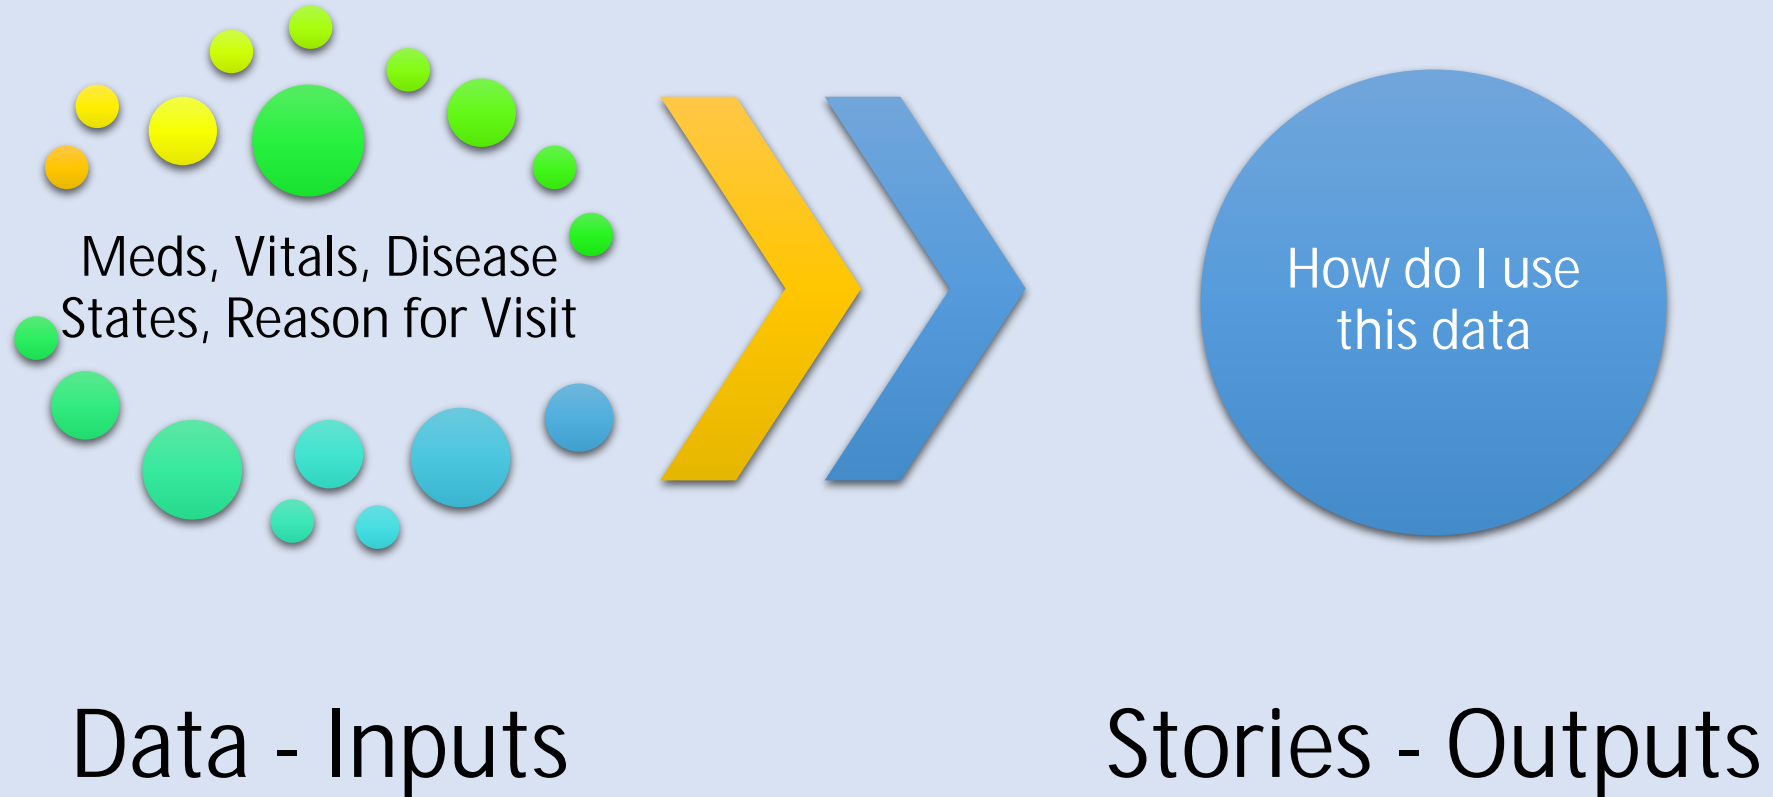 Meds, Vitals, Disease
States, Reason for Visit
How do I use
this data
Data - Inputs
Stories - Outputs